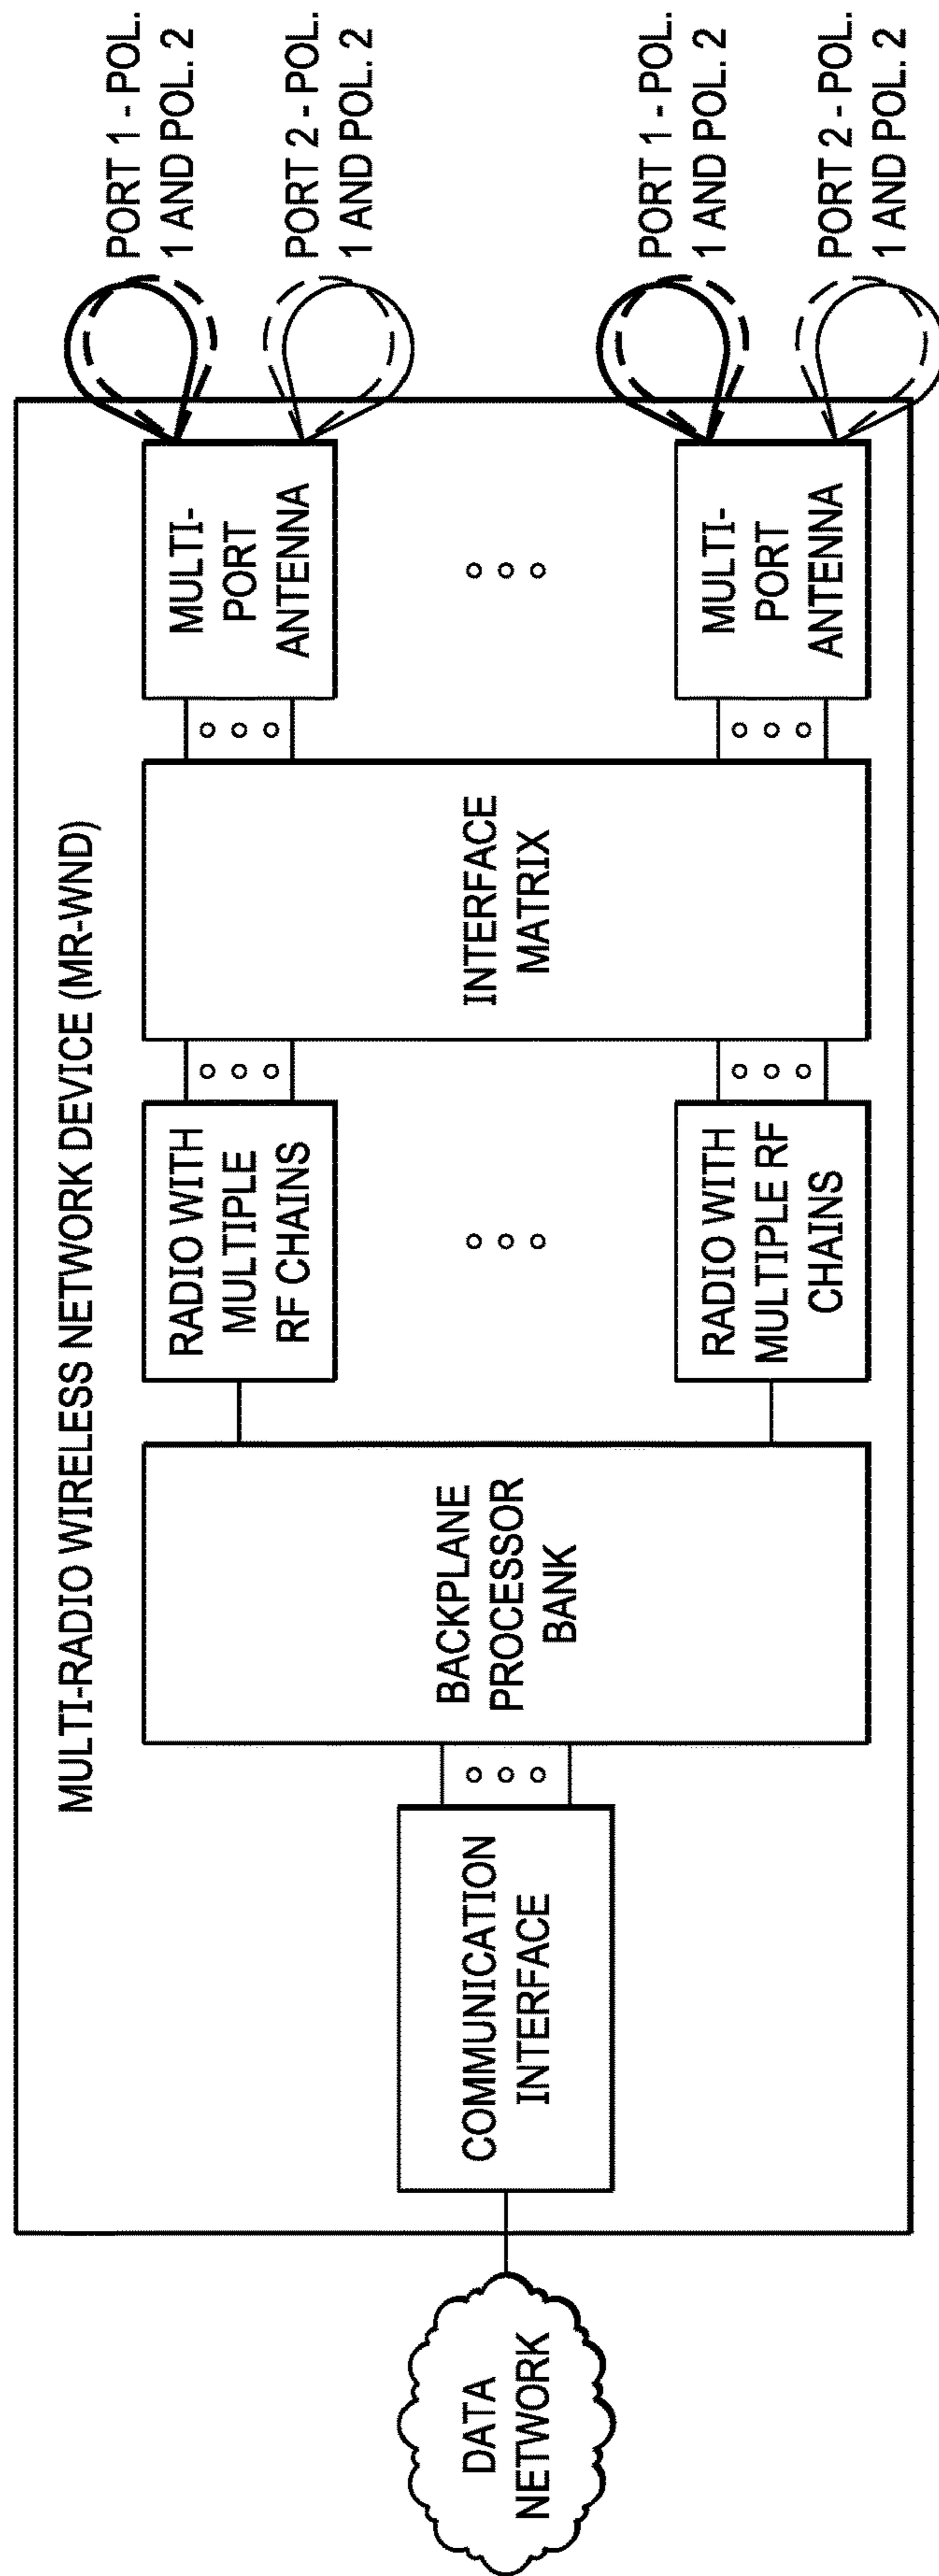 MULTI-RADIO WIRELESS NETWORK DEVICE (MR-WND)
DATA
NETWORK
COMMUNICATION
INTERFACE
BACKPLANE
PROCESSOR
BANK
RADIO WITH
MULTIPLE
RF CHAINS
RADIO WITH
MULTIPLE RF
CHAINS
INTERFACE
MATRIX
MULTI-
PORT
ANTENNA
MULTI-
PORT
ANTENNA
PORT 1 - POL.
1 AND POL. 2
PORT 2 - POL.
1 AND POL. 2
PORT 1 - POL.
1 AND POL. 2
PORT 2 - POL.
1 AND POL. 2